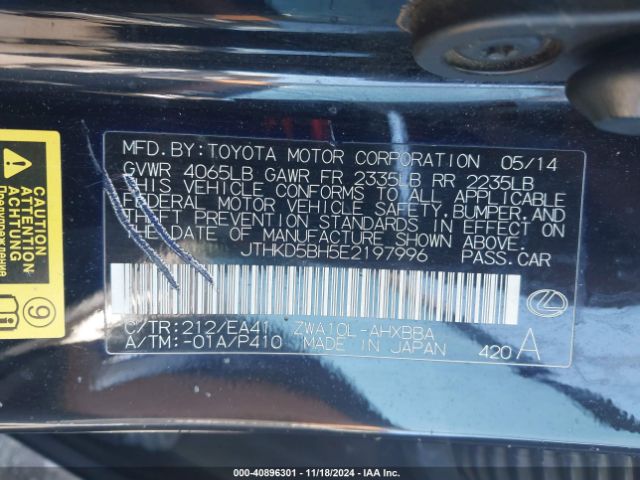 MFD.BY:TOYOTA MOTOR CORPORATION 05/14
GVWR 4065LB GAWR FR 2335LB RR 2235LB
THIS VEHICLE CONFORMS TO ALL APPLICABLE
FEDERAL MOTOR VEHICLE SAFETY, BUMPER, AND
THEFT PREVENTION STANDARDS IN EFFECT ON
THE DATE OF MANUFACTURE SHOWN ABOVE.
JTHKD5BH5E2197996 PASS.CAR
C/TR:212/EA41 ZWA10L-AHXBBA
A/TM:-01A/P410 MADE IN JAPAN 420 A
ACHTUNG
Предупреждение
9
000-40896301 | 11/18/2024 | IAA, Inc.